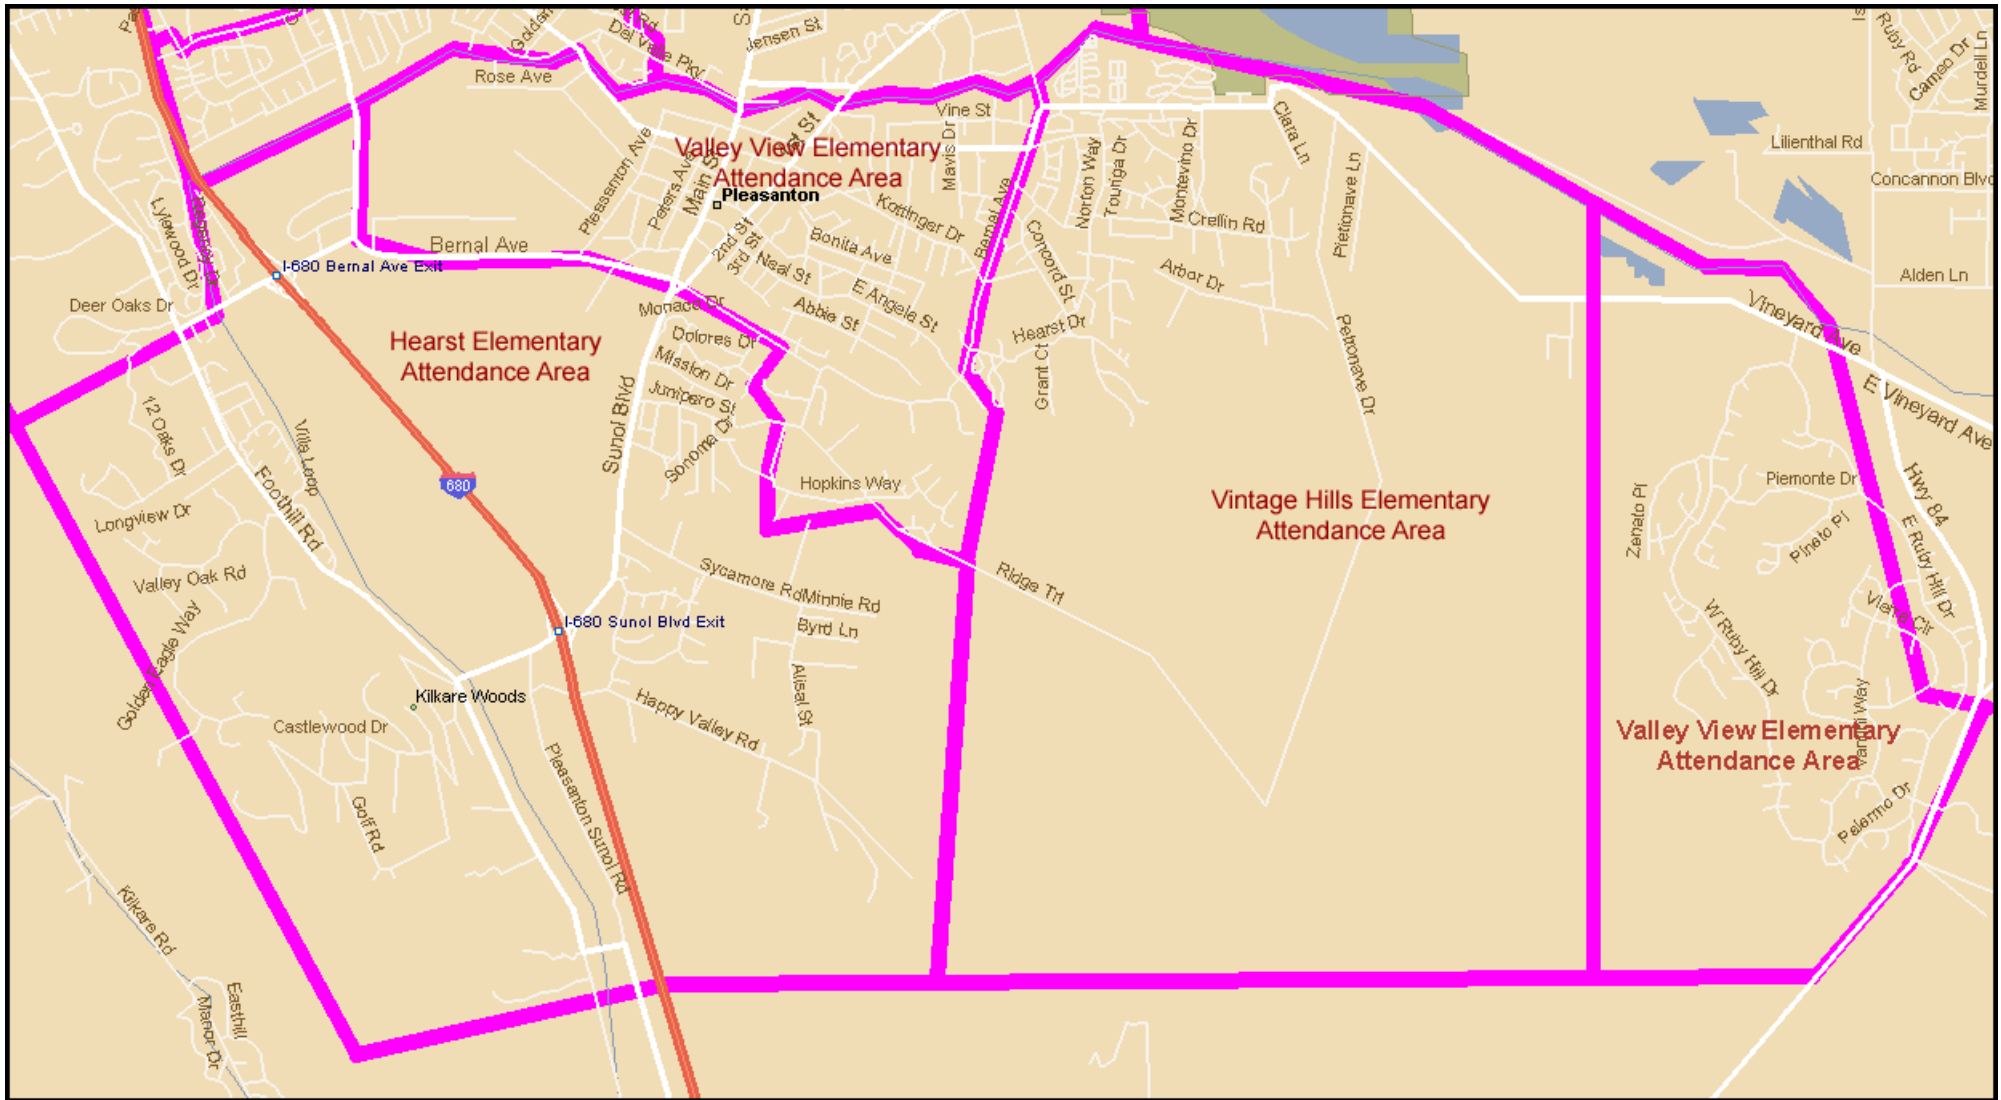 Golden
Rd
Del Valle Pky
Jensen St
Ruby Rd
Cameo Dr
Murdell Ln
Rose Ave
Vine St
Clara Ln
Lilienthal Rd
Concannon Blvd
Pleasanton Ave
Peters Ave
Main St
Valley View Elementary
Attendance Area
Pleasanton
Mavis Dr
Norton Way
Touriga Dr
Montevino Dr
Pietronave Ln
Crellin Rd
Kottinger Dr
Bernal Ave
Lylewood Dr
Regency Dr
Bernal Ave
I-680 Bernal Ave Exit
2nd St
3rd St
Neal St
Bonita Ave
Concord St
Arbor Dr
Alden Ln
Deer Oaks Dr
Monaco Dr
Abbie St
E Angela St
Hearst Dr
Vineyard Ave
Hearst Elementary
Attendance Area
Dolores Dr
Mission Dr
Junipero St
Sonoma Dr
Sunol Blvd
Grant Ct
Petronave Dr
E Vineyard Ave
12 Oaks Dr
Villa Loop
Foothill Rd
680
Hopkins Way
Vintage Hills Elementary
Attendance Area
Zenato Pl
Piemonte Dr
Pineto Pl
Hwy 84
E Ruby Hill Dr
Longview Dr
Valley Oak Rd
Golden Eagle Way
Sycamore Rd
Minnie Rd
Ridge Trl
Byrd Ln
I-680 Sunol Blvd Exit
W Ruby Hill Dr
Vierra Cir
Kilkare Woods
Castlewood Dr
Happy Valley Rd
Alisal St
Valley View Elementary
Attendance Area
Palermo Dr
Golf Rd
Pleasanton Sunol Rd
Kilkare Rd
Easthill
Manor Dr